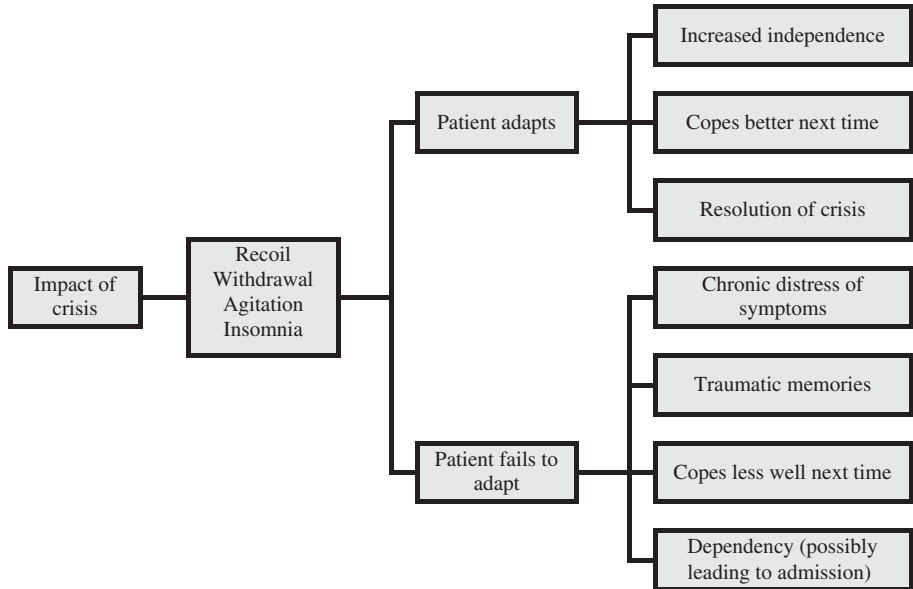 Impact of
crisis
Recoil
Withdrawal
Agitation
Insomnia
Patient adapts
Increased independence
Copes better next time
Resolution of crisis
Patient fails to
adapt
Chronic distress of
symptoms
Traumatic memories
Copes less well next time
Dependency (possibly
leading to admission)